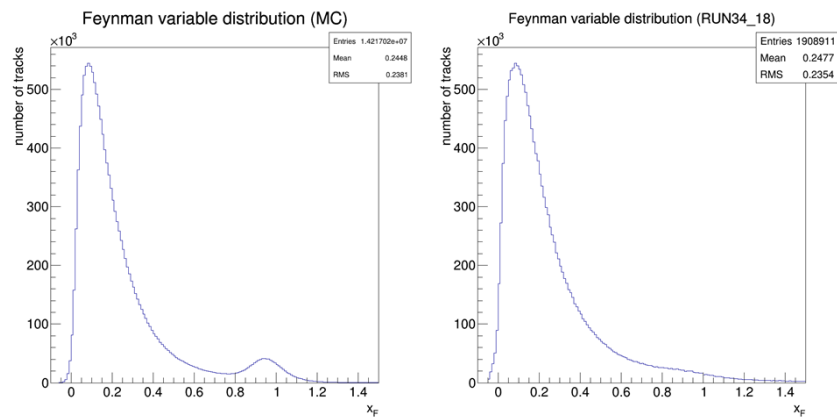 Feynman variable distribution (MC)
×10³
Entries 1.421702e+07
Mean 0.2448
RMS 0.2381
number of tracks
500
400
300
200
100
0
0 0.2 0.4 0.6 0.8 1 1.2 1.4
x_F
Feynman variable distribution (RUN34_18)
×10³
Entries 1908911
Mean 0.2477
RMS 0.2354
number of tracks
500
400
300
200
100
0
0 0.2 0.4 0.6 0.8 1 1.2 1.4
x_F